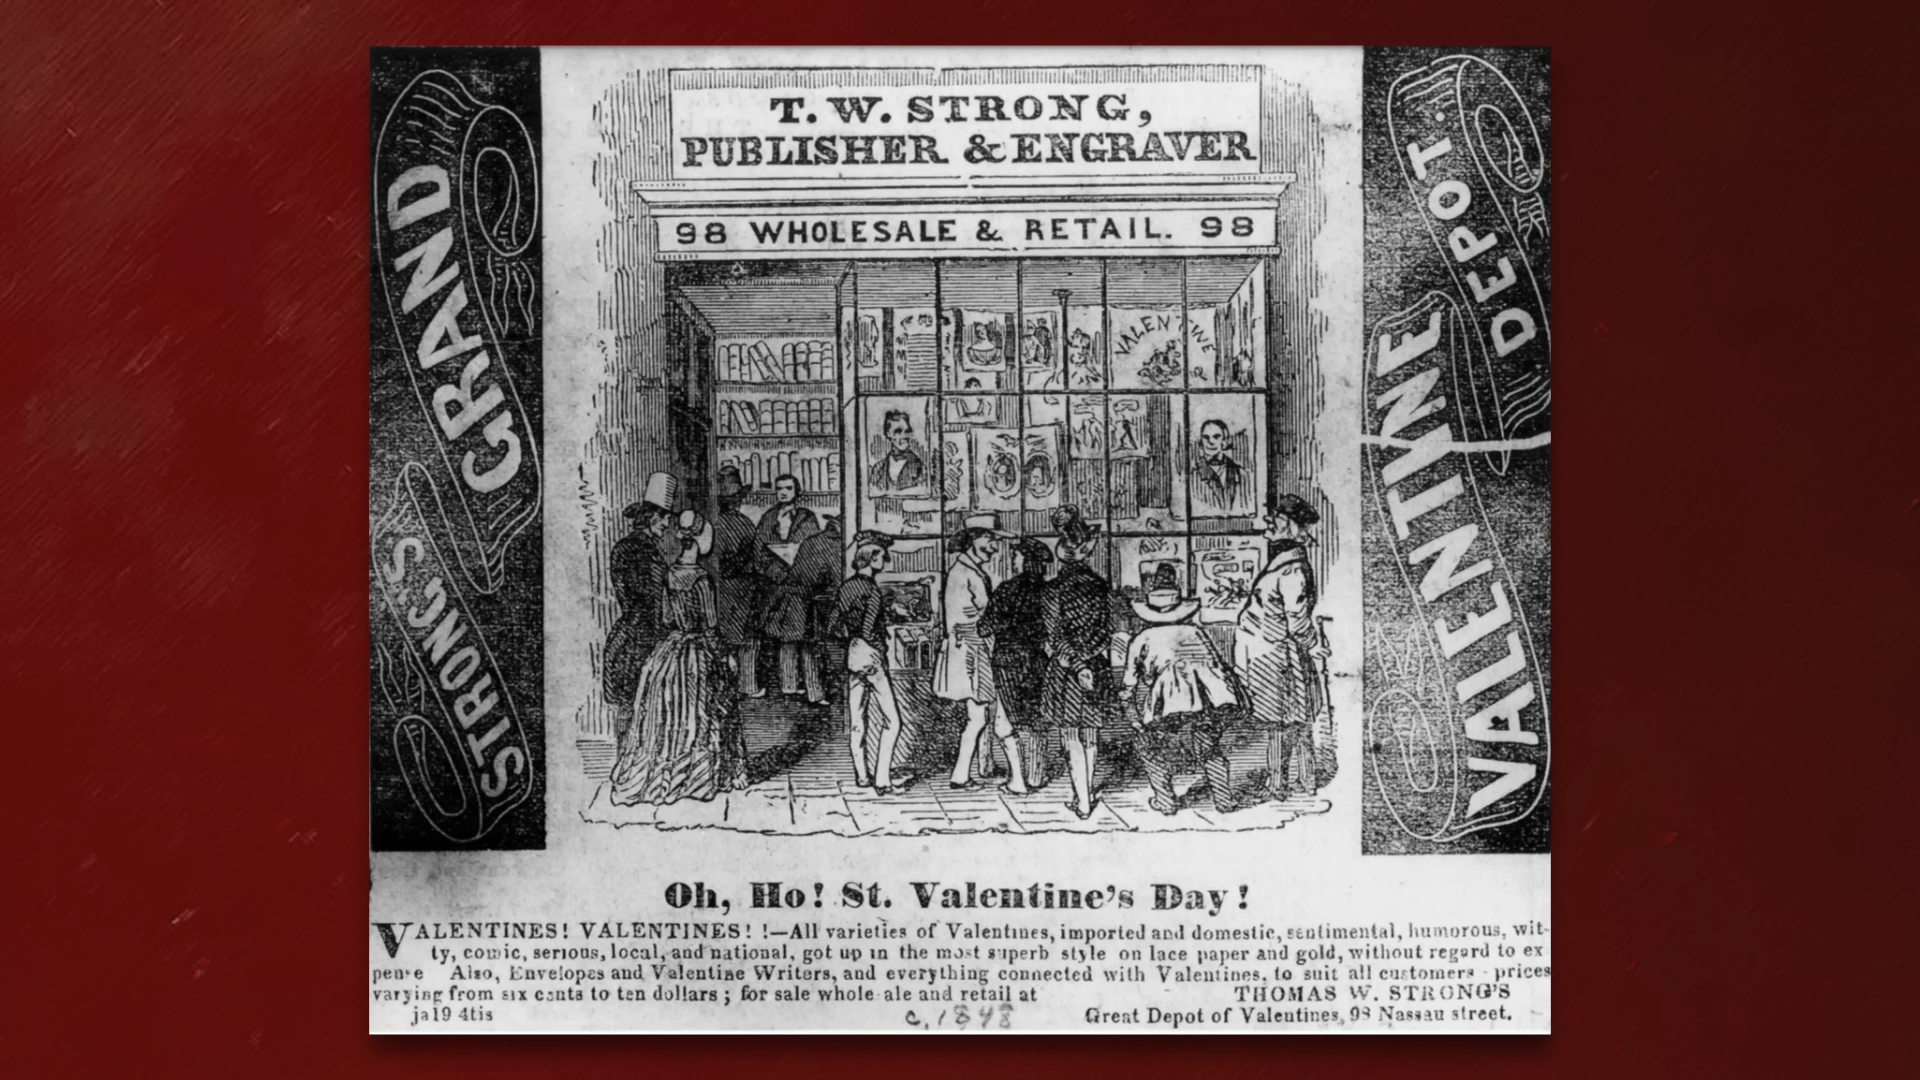 T. W. STRONG,
PUBLISHER & ENGRAVER
98 WHOLESALE & RETAIL. 98
STRONG'S GRAND
VALENTINE DEPOT.
VALENTINE
Oh, Ho! St. Valentine's Day!
VALENTINES! VALENTINES! !—All varieties of Valentines, imported and domestic, sentimental, humorous, wit-
ty, comic, serious, local, and national, got up in the most superb style on lace paper and gold, without regard to ex
pense Also, Envelopes and Valentine Writers, and everything connected with Valentines, to suit all customers - prices
varying from six cents to ten dollars; for sale wholesale and retail at THOMAS W. STRONG'S
ja19 4tis c. 1848 Great Depot of Valentines, 98 Nassau street.